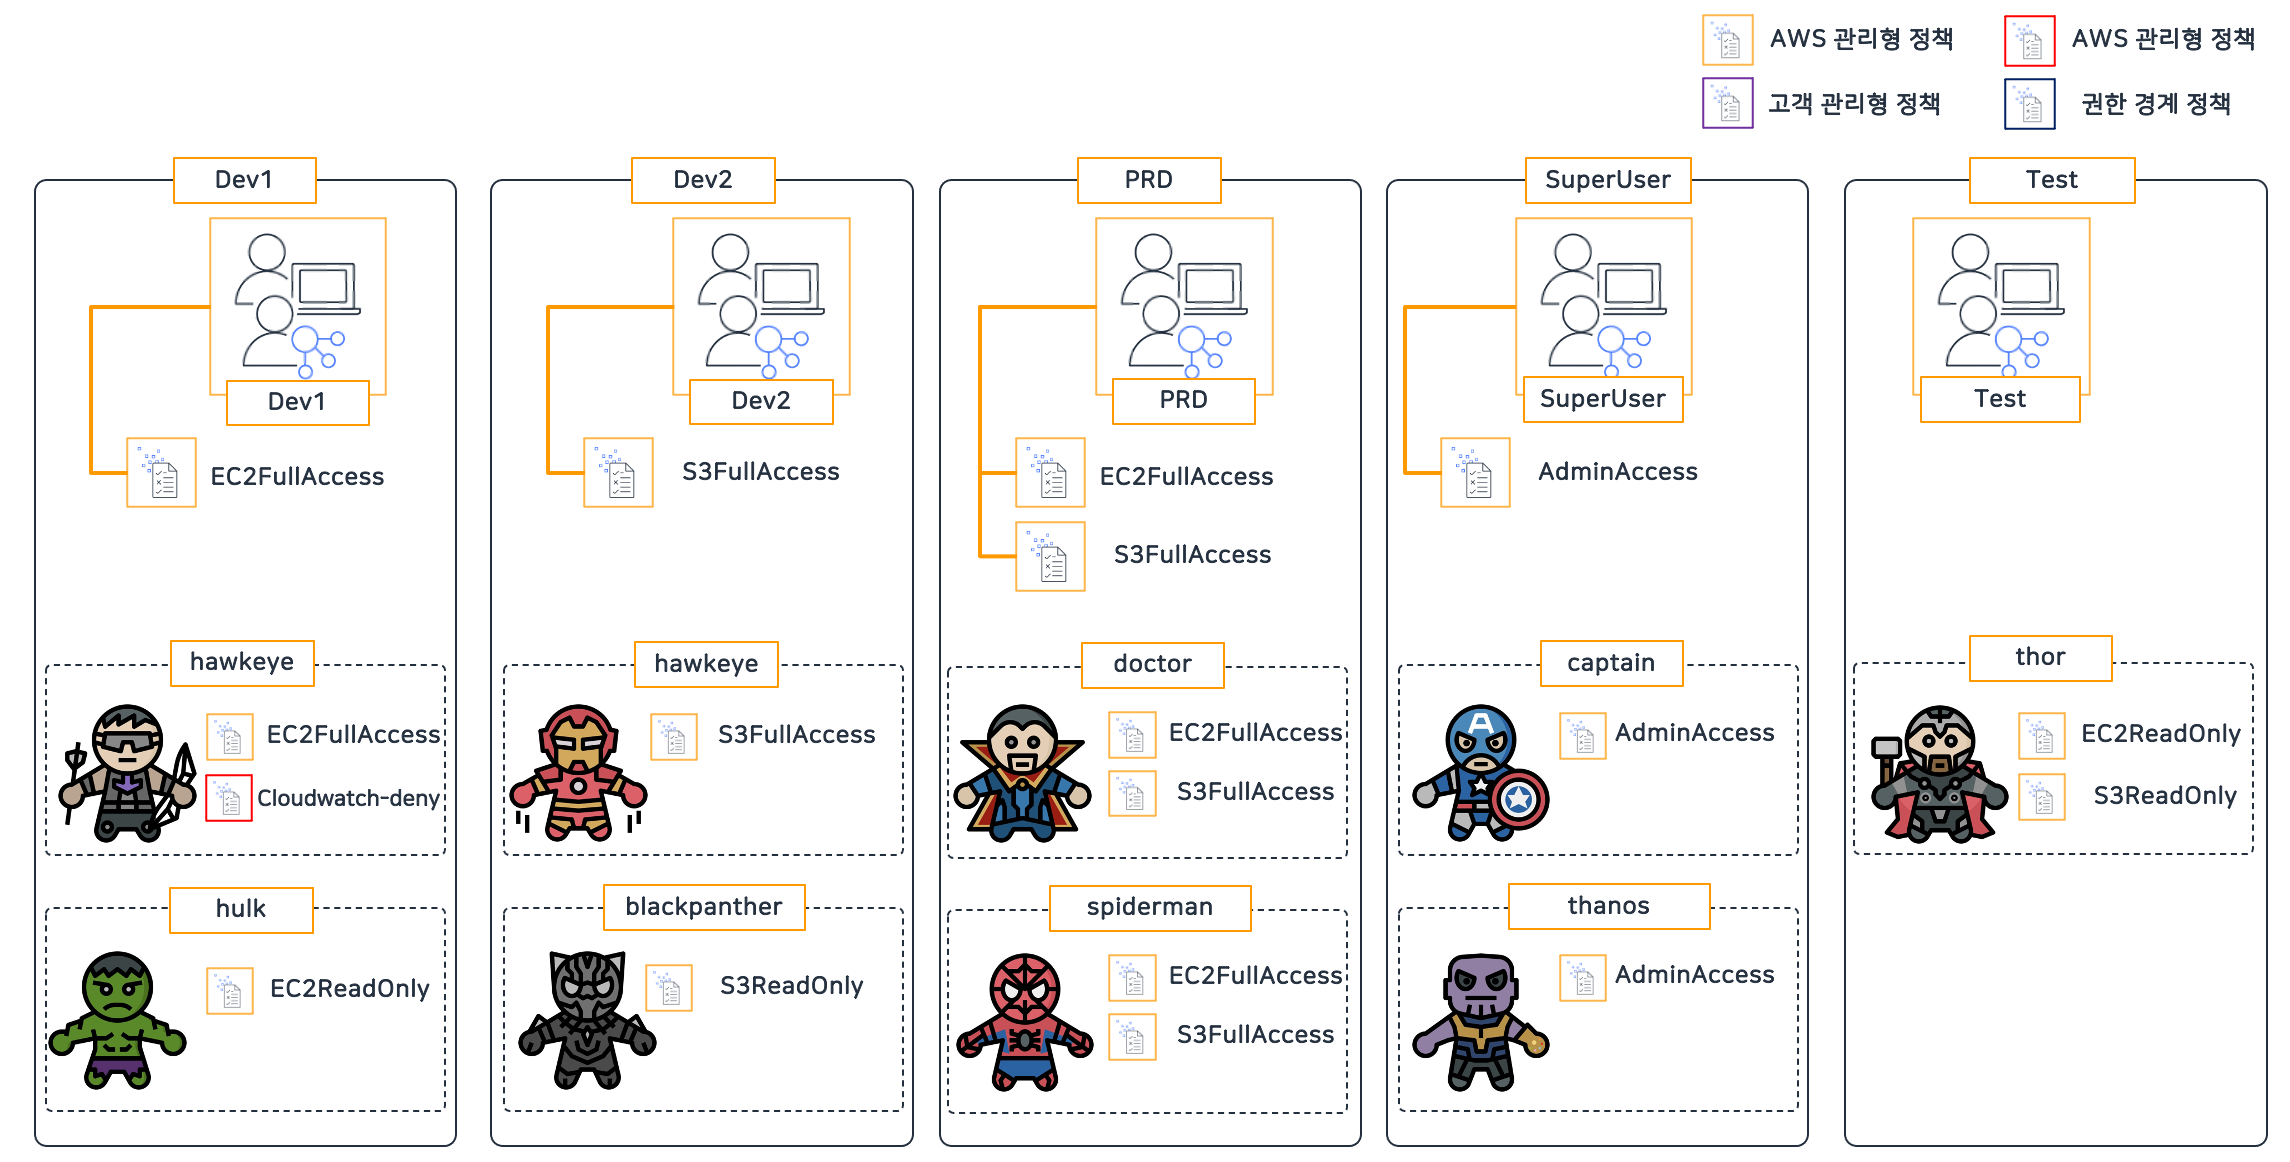 AWS 관리형 정책
AWS 관리형 정책
고객 관리형 정책
권한 경계 정책
Dev1
Dev1
EC2FullAccess
hawkeye
EC2FullAccess
Cloudwatch-deny
hulk
EC2ReadOnly
Dev2
Dev2
S3FullAccess
hawkeye
S3FullAccess
blackpanther
S3ReadOnly
PRD
PRD
EC2FullAccess
S3FullAccess
doctor
EC2FullAccess
S3FullAccess
spiderman
EC2FullAccess
S3FullAccess
SuperUser
SuperUser
AdminAccess
captain
A
AdminAccess
thanos
AdminAccess
Test
Test
thor
EC2ReadOnly
S3ReadOnly